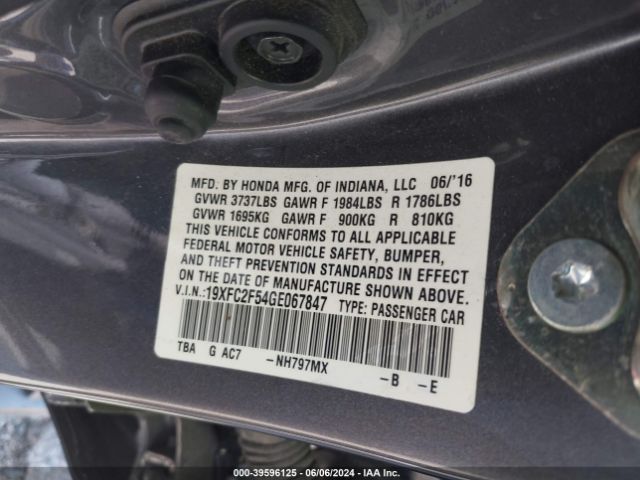 MFD. BY HONDA MFG. OF INDIANA, LLC 06/'16
GVWR 3737LBS GAWR F 1984LBS R 1786LBS
GVWR 1695KG GAWR F 900KG R 810KG
THIS VEHICLE CONFORMS TO ALL APPLICABLE
FEDERAL MOTOR VEHICLE SAFETY, BUMPER,
AND THEFT PREVENTION STANDARDS IN EFFECT
ON THE DATE OF MANUFACTURE SHOWN ABOVE.
V.I.N.:19XFC2F54GE067847 TYPE: PASSENGER CAR
TBA G AC7 -NH797MX -B -E
000-39596125 - 06/06/2024 - IAA Inc.